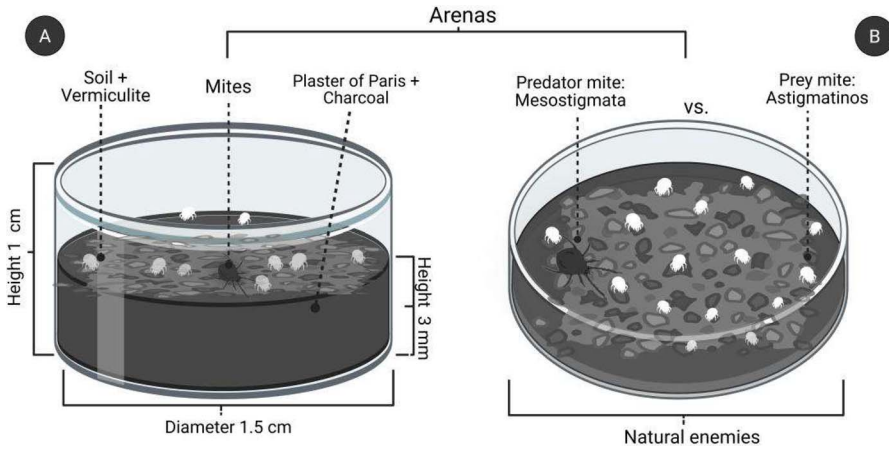 Arenas
A
B
Soil +
Vermiculite
Mites
Plaster of Paris +
Charcoal
Predator mite:
Mesostigmata
vs.
Prey mite:
Astigmatinos
Height 1 cm
Height 3 mm
Diameter 1.5 cm
Natural enemies